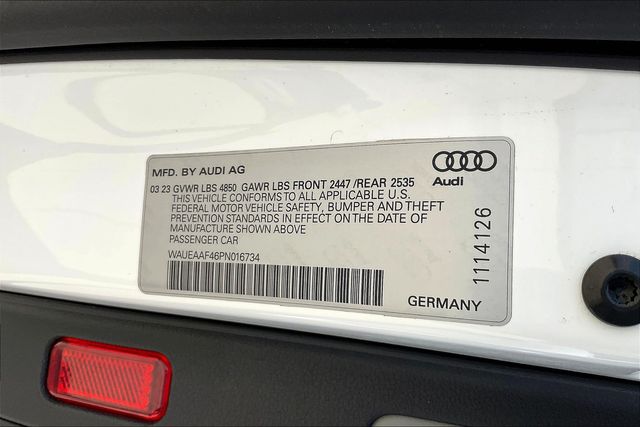 MFD. BY AUDI AG
Audi
03 23 GVWR LBS 4850 GAWR LBS FRONT 2447 /REAR 2535
THIS VEHICLE CONFORMS TO ALL APPLICABLE U.S.
FEDERAL MOTOR VEHICLE SAFETY, BUMPER AND THEFT
PREVENTION STANDARDS IN EFFECT ON THE DATE OF
MANUFACTURE SHOWN ABOVE
PASSENGER CAR
WAUEAAF46PN016734
1114126
GERMANY